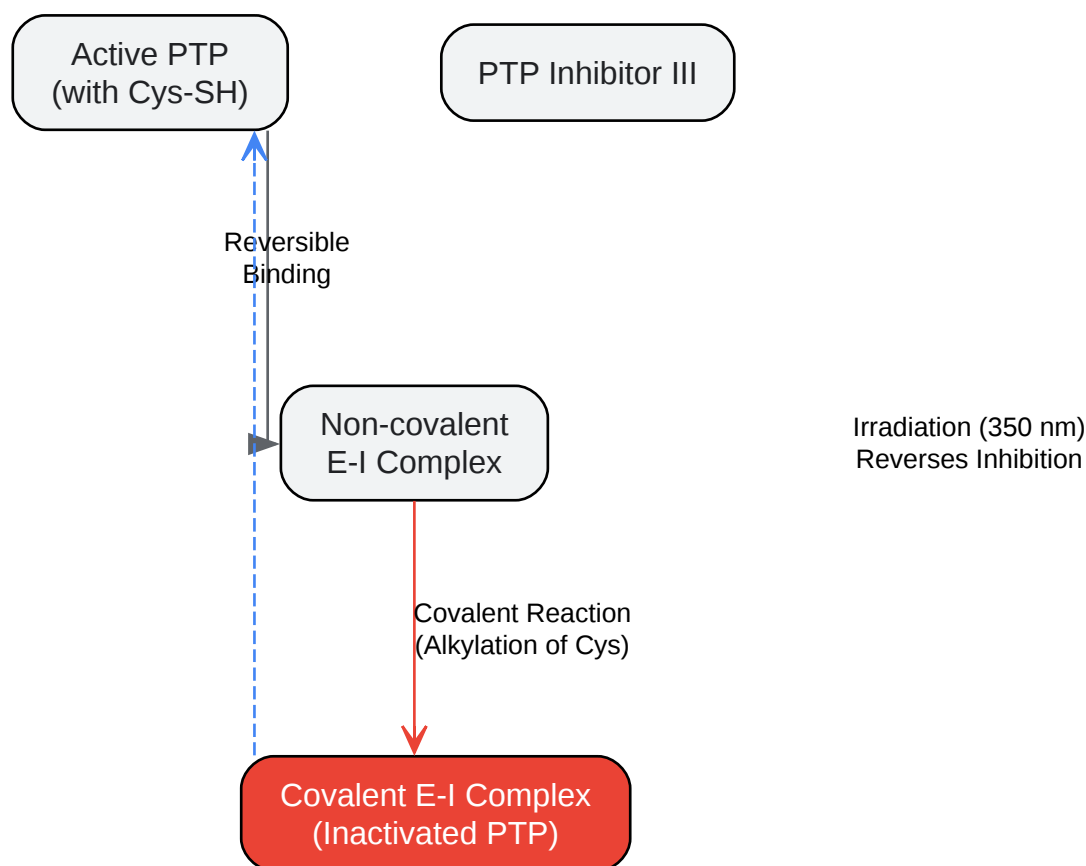 Active PTP
(with Cys-SH)
PTP Inhibitor III
Reversible
Binding
Non-covalent
E-I Complex
Irradiation (350 nm)
Reverses Inhibition
Covalent Reaction
(Alkylation of Cys)
Covalent E-I Complex
(Inactivated PTP)